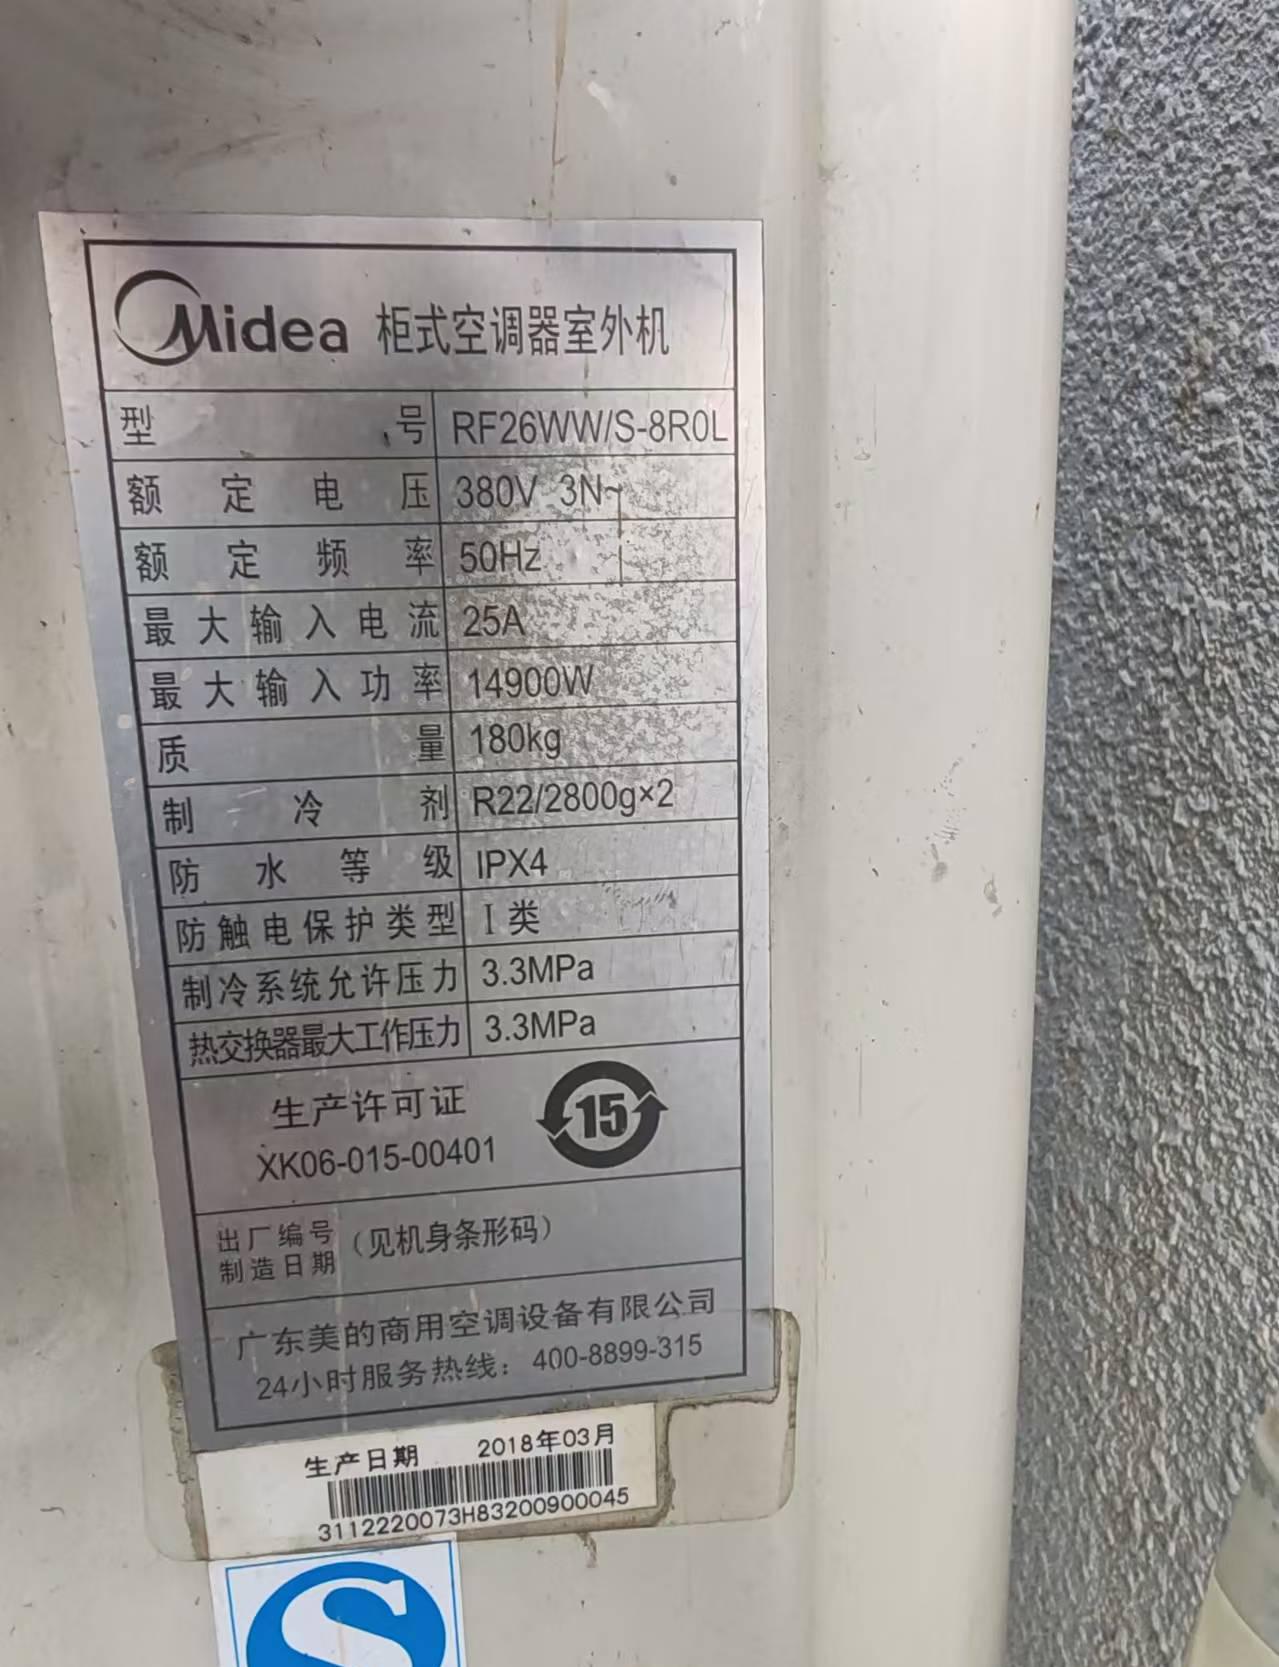 Midea 柜式空调器室外机
型号 RF26WW/S-8R0L
额定电压 380V 3N~
额定频率 50Hz
最大输入电流 25A
最大输入功率 14900W
质量 180kg
制冷剂 R22/2800g×2
防水等级 IPX4
防触电保护类型 I类
制冷系统允许压力 3.3MPa
热交换器最大工作压力 3.3MPa
生产许可证
XK06-015-00401
15
出厂编号
制造日期
(见机身条形码)
广东美的商用空调设备有限公司
24小时服务热线：400-8899-315
生产日期 2018年03月
3112220073H83200900045
S